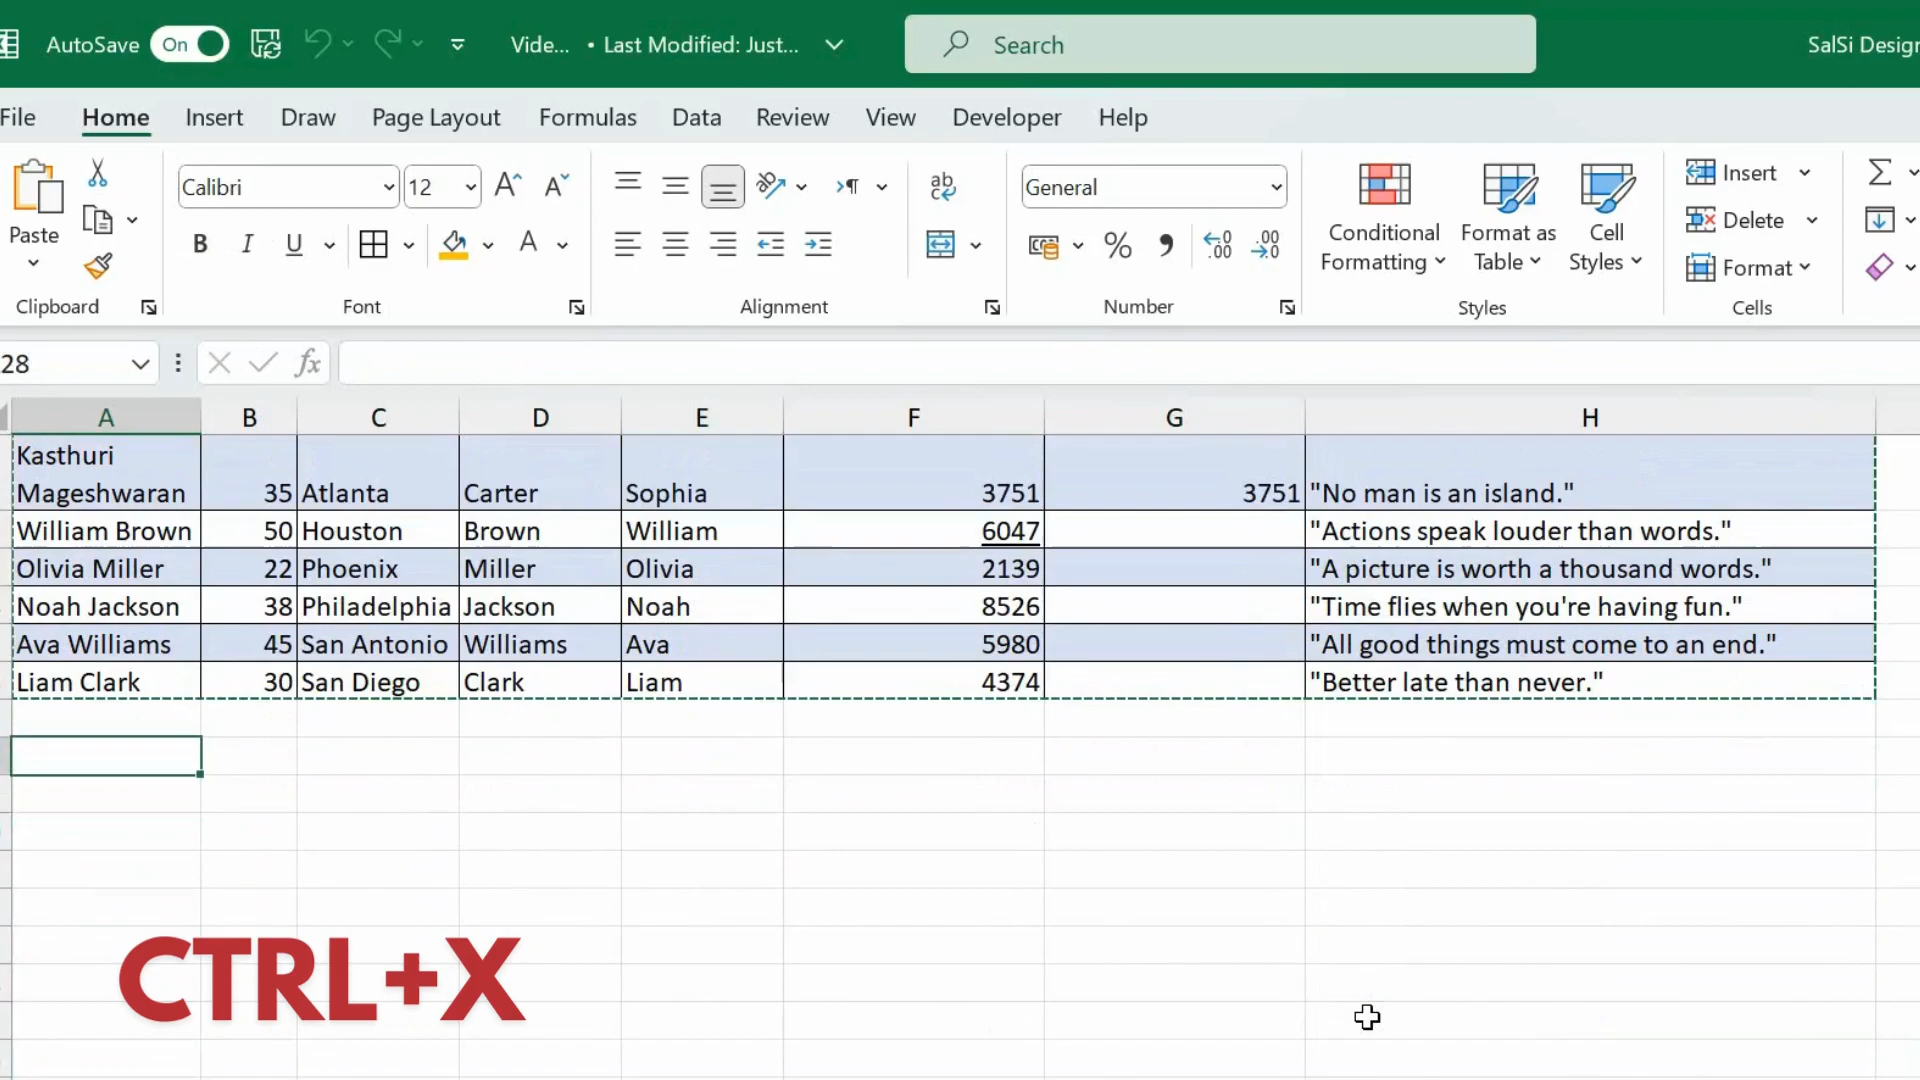 AutoSave On Vide... • Last Modified: Just... Search SalSi Design
File Home Insert Draw Page Layout Formulas Data Review View Developer Help
Calibri 12 General
Insert
Paste
Conditional Formatting
Format as Table
Cell Styles
Delete
Format
Clipboard Font Alignment Number Styles Cells
28 fx
A B C D E F G H
Kasthuri
Mageshwaran 35 Atlanta Carter Sophia 3751 3751 "No man is an island."
William Brown 50 Houston Brown William 6047 "Actions speak louder than words."
Olivia Miller 22 Phoenix Miller Olivia 2139 "A picture is worth a thousand words."
Noah Jackson 38 Philadelphia Jackson Noah 8526 "Time flies when you're having fun."
Ava Williams 45 San Antonio Williams Ava 5980 "All good things must come to an end."
Liam Clark 30 San Diego Clark Liam 4374 "Better late than never."
CTRL+X